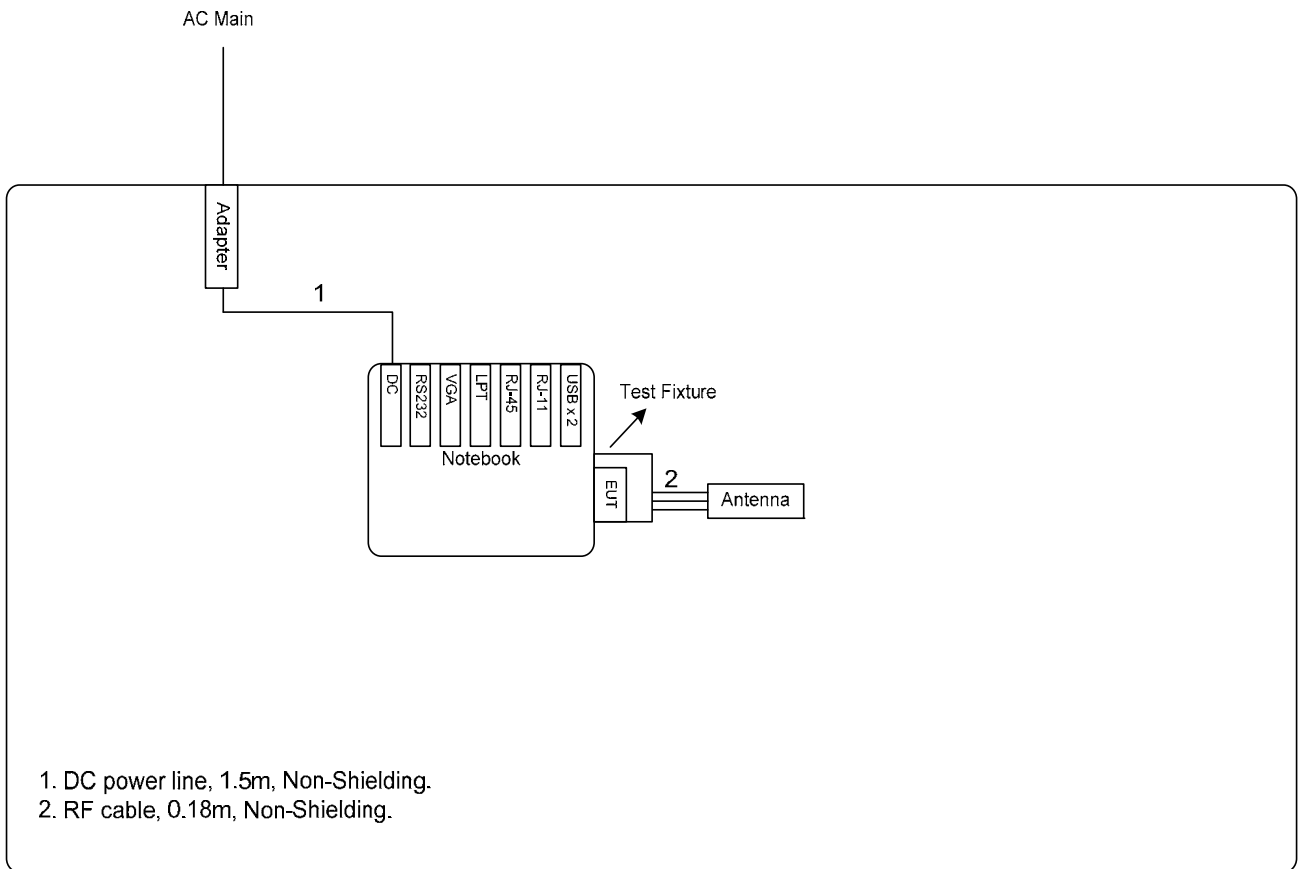 AC Main
Adapter
1
DC
RS232
VGA
LPT
RJ-45
RJ-11
USB x 2
Notebook
Test Fixture
EUT
2
Antenna
1. DC power line, 1.5m, Non-Shielding.
2. RF cable, 0.18m, Non-Shielding.